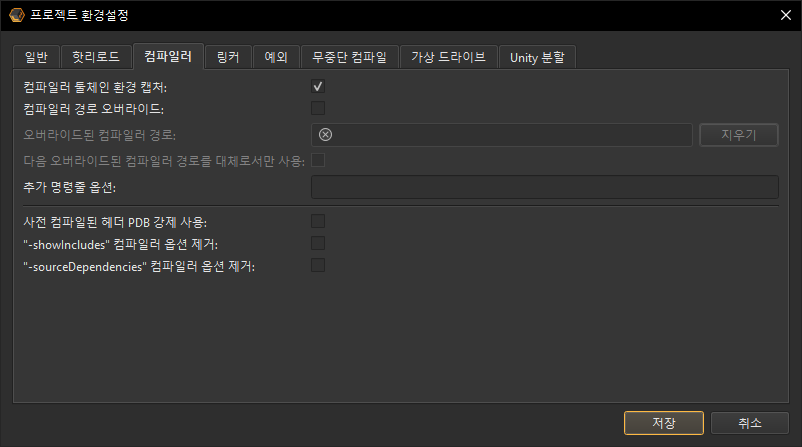 프로젝트 환경설정
일반 핫리로드 컴파일러 링커 예외 무중단 컴파일 가상 드라이브 Unity 분할
컴파일러 툴체인 환경 캡처:
컴파일러 경로 오버라이드:
오버라이드된 컴파일러 경로: 지우기
다음 오버라이드된 컴파일러 경로를 대체로서만 사용:
추가 명령줄 옵션:
사전 컴파일된 헤더 PDB 강제 사용:
"-showIncludes" 컴파일러 옵션 제거:
"-sourceDependencies" 컴파일러 옵션 제거:
저장 취소